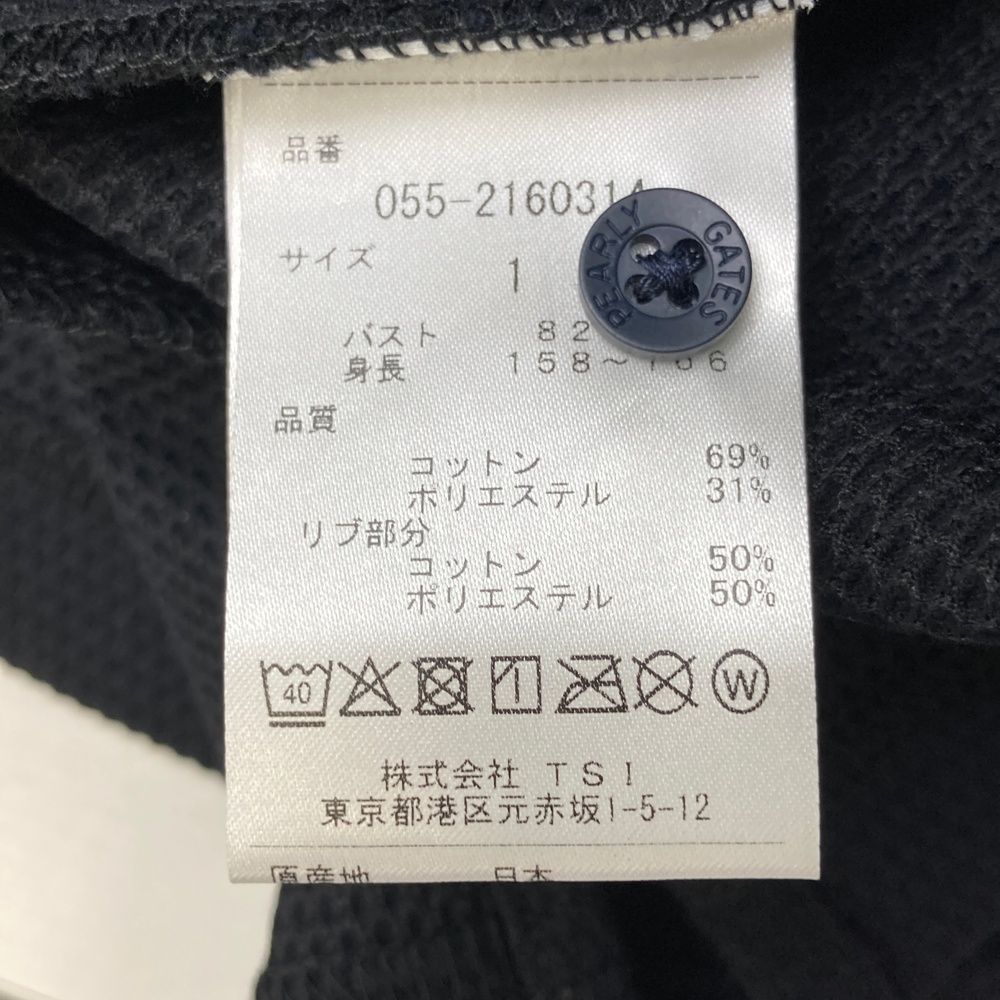 品番
055-2160314
サイズ 1
PEARLY GATES
バスト 82
身長 158~166
品質
コットン 69%
ポリエステル 31%
リブ部分
コットン 50%
ポリエステル 50%
40
W
株式会社 TSI
東京都港区元赤坂1-5-12
原産地 日本